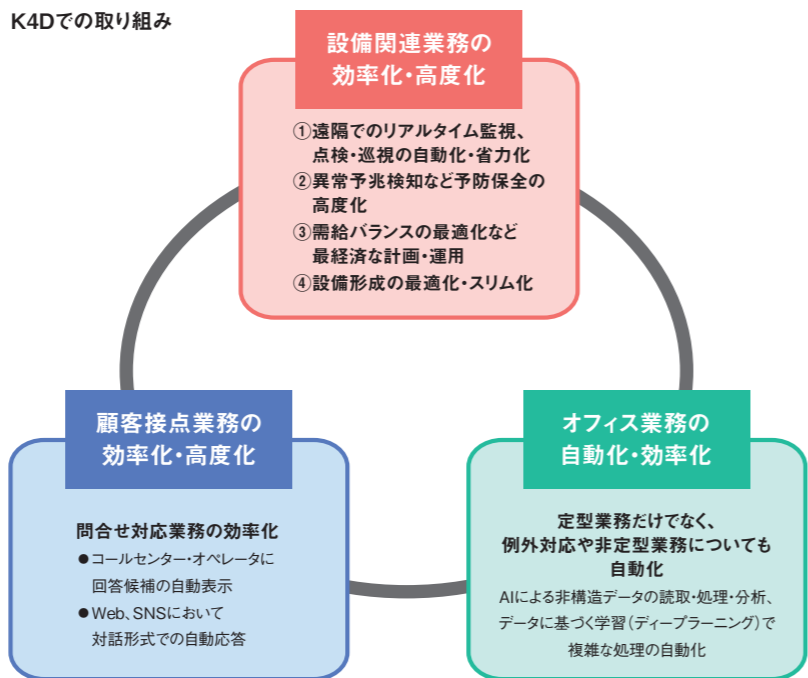 K4Dでの取り組み
設備関連業務の
効率化・高度化
①遠隔でのリアルタイム監視、
点検・巡視の自動化・省力化
②異常予兆検知など予防保全の
高度化
③需給バランスの最適化など
最経済な計画・運用
④設備形成の最適化・スリム化
顧客接点業務の
効率化・高度化
問合せ対応業務の効率化
●コールセンター・オペレータに
回答候補の自動表示
●Web、SNSにおいて
対話形式での自動応答
オフィス業務の
自動化・効率化
定型業務だけでなく、
例外対応や非定型業務についても
自動化
AIによる非構造データの読取・処理・分析、
データに基づく学習(ディープラーニング)で
複雑な処理の自動化